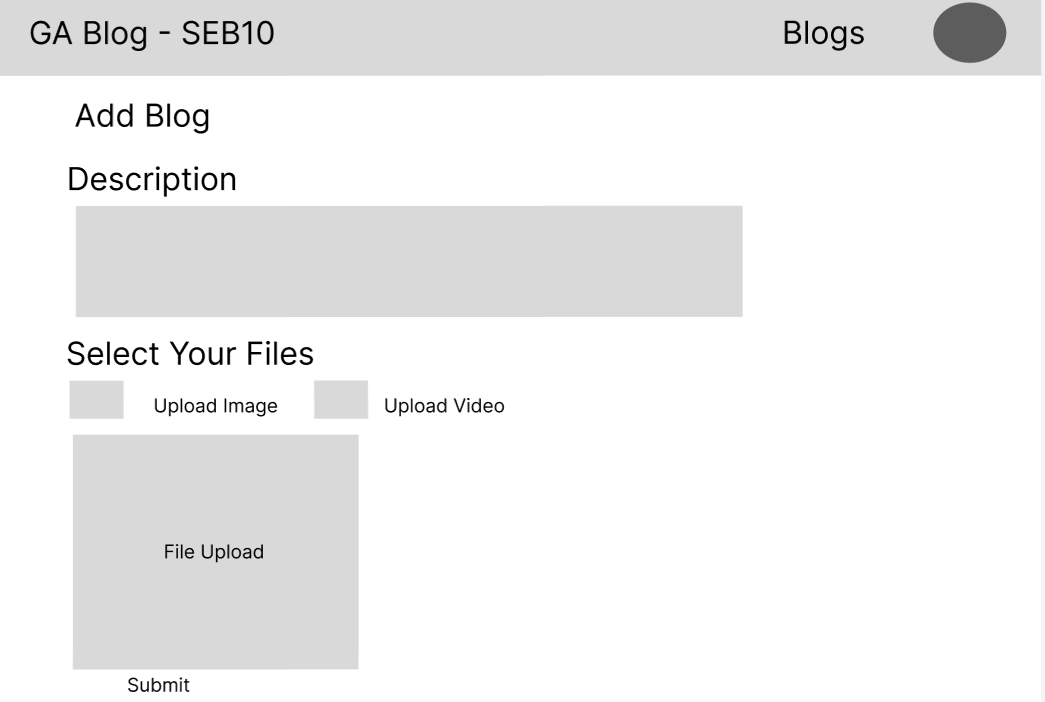 GA Blog - SEB10
Blogs
Add Blog
Description
Select Your Files
Upload Image
Upload Video
File Upload
Submit